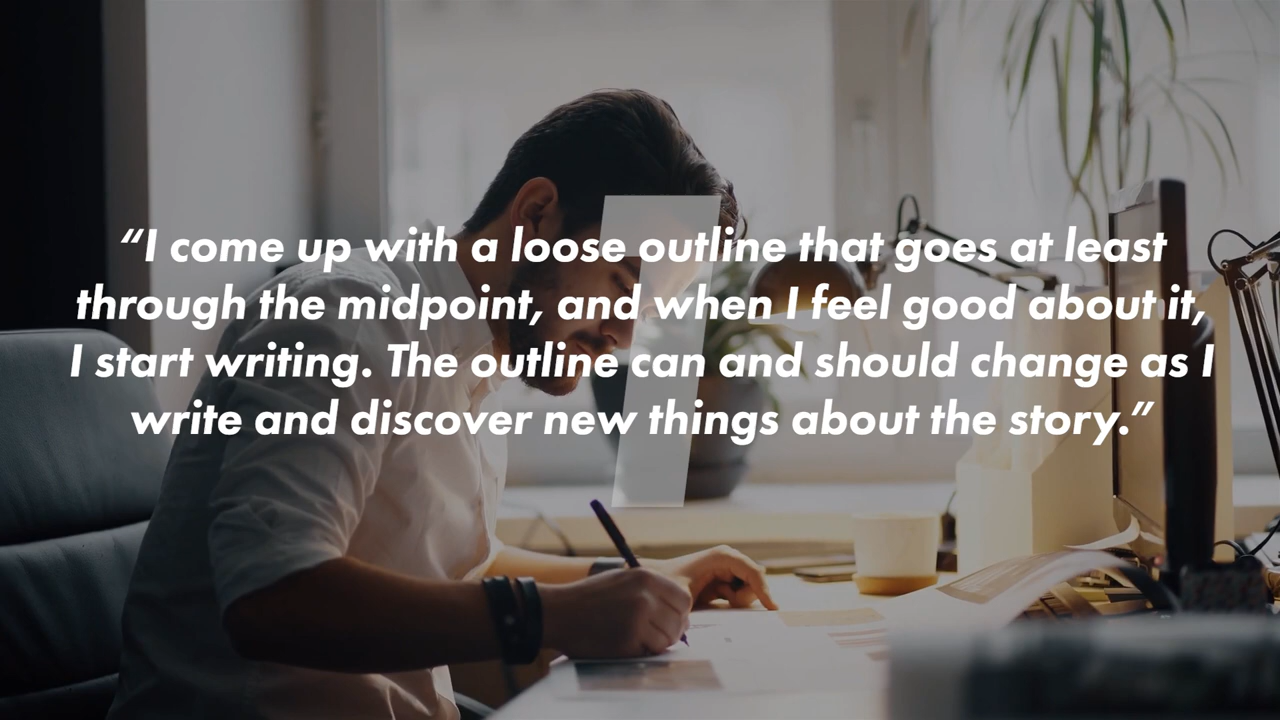 “I come up with a loose outline that goes at least
through the midpoint, and when I feel good about it,
I start writing. The outline can and should change as I
write and discover new things about the story.”